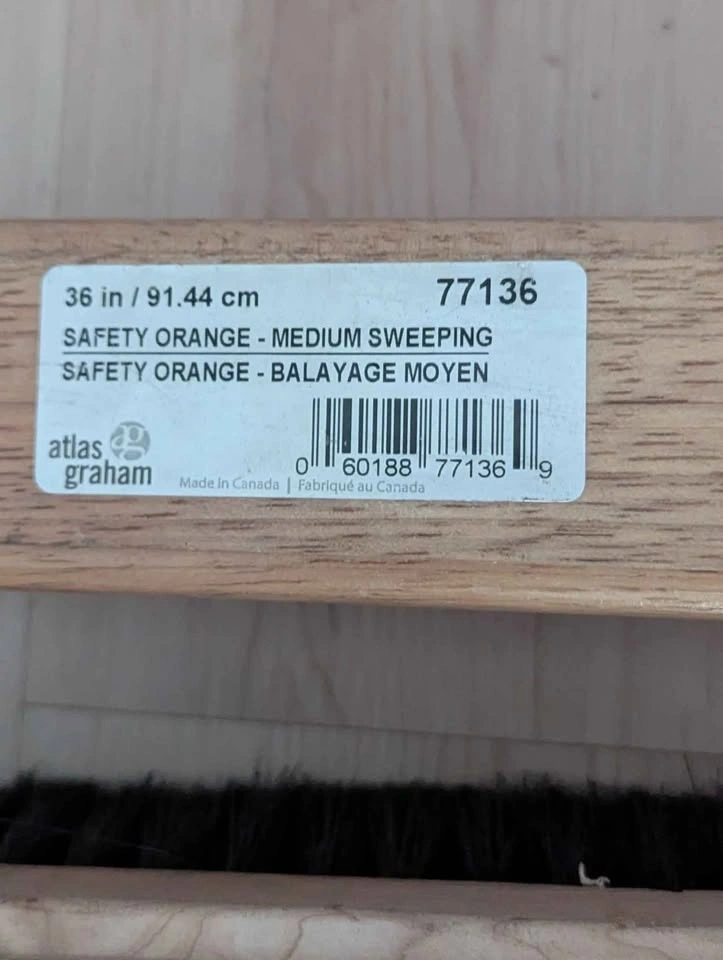 36 in / 91.44 cm 77136
SAFETY ORANGE - MEDIUM SWEEPING
SAFETY ORANGE - BALAYAGE MOYEN
atlas
graham
Made In Canada | Fabriqué au Canada
0 60188 77136 9